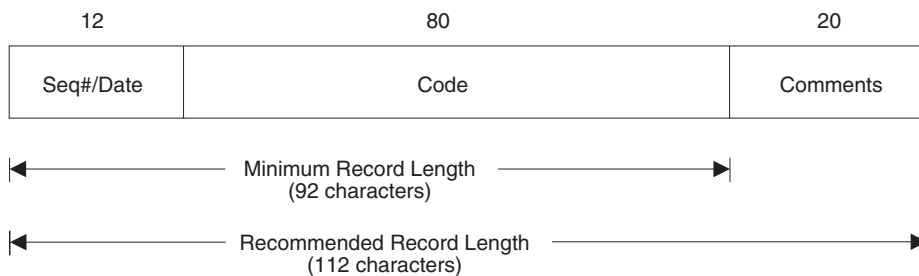 12 80 20
Seq#/Date Code Comments
Minimum Record Length
(92 characters)
Recommended Record Length
(112 characters)